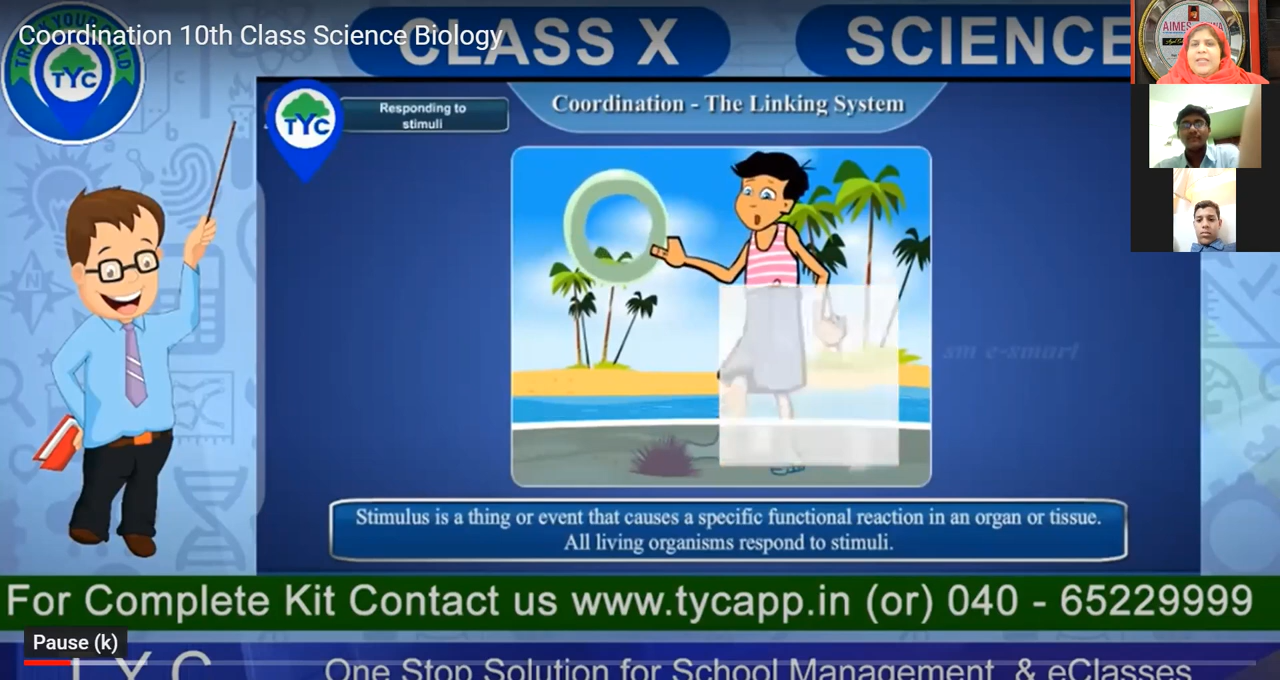 Coordination 10th Class Science Biology
CLASS X
SCIENCE
TYC
Responding to
stimuli
TYC
Coordination - The Linking System
Stimulus is a thing or event that causes a specific functional reaction in an organ or tissue.
All living organisms respond to stimuli.
For Complete Kit Contact us www.tycapp.in (or) 040 - 65229999
Pause (k)
TYC
One Stop Solution for School Management & eClasses